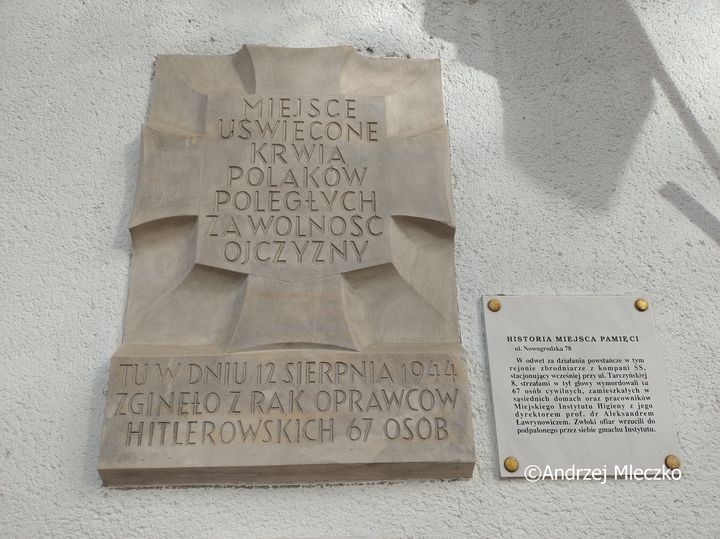 MIEJSCE
UŚWIĘCONE
KRWIĄ
POLAKÓW
POLEGŁYCH
ZA WOLNOŚĆ
OJCZYZNY
TU W DNIU 12 SIERPNIA 1944
ZGINĘŁO Z RĄK OPRAWCÓW
HITLEROWSKICH 67 OSÓB
HISTORIA MIEJSCA PAMIĘCI
ul. Nowogrodzka 78
W odwet za działania powstańcze w tym
rejonie zbrodniarze z kompani SS,
stacjonujący wcześniej przy ul. Tarczyńskiej
8, strzałami w tył głowy wymordowali tu
67 osób cywilnych, zamieszkałych w
sąsiednich domach oraz pracowników
Miejskiego Instytutu Higieny z jego
dyrektorem prof. dr Aleksandrem
Ławrynowiczem. Zwłoki ofiar wrzucili do
podpalonego przez siebie gmachu Instytutu.
©Andrzej Mleczko